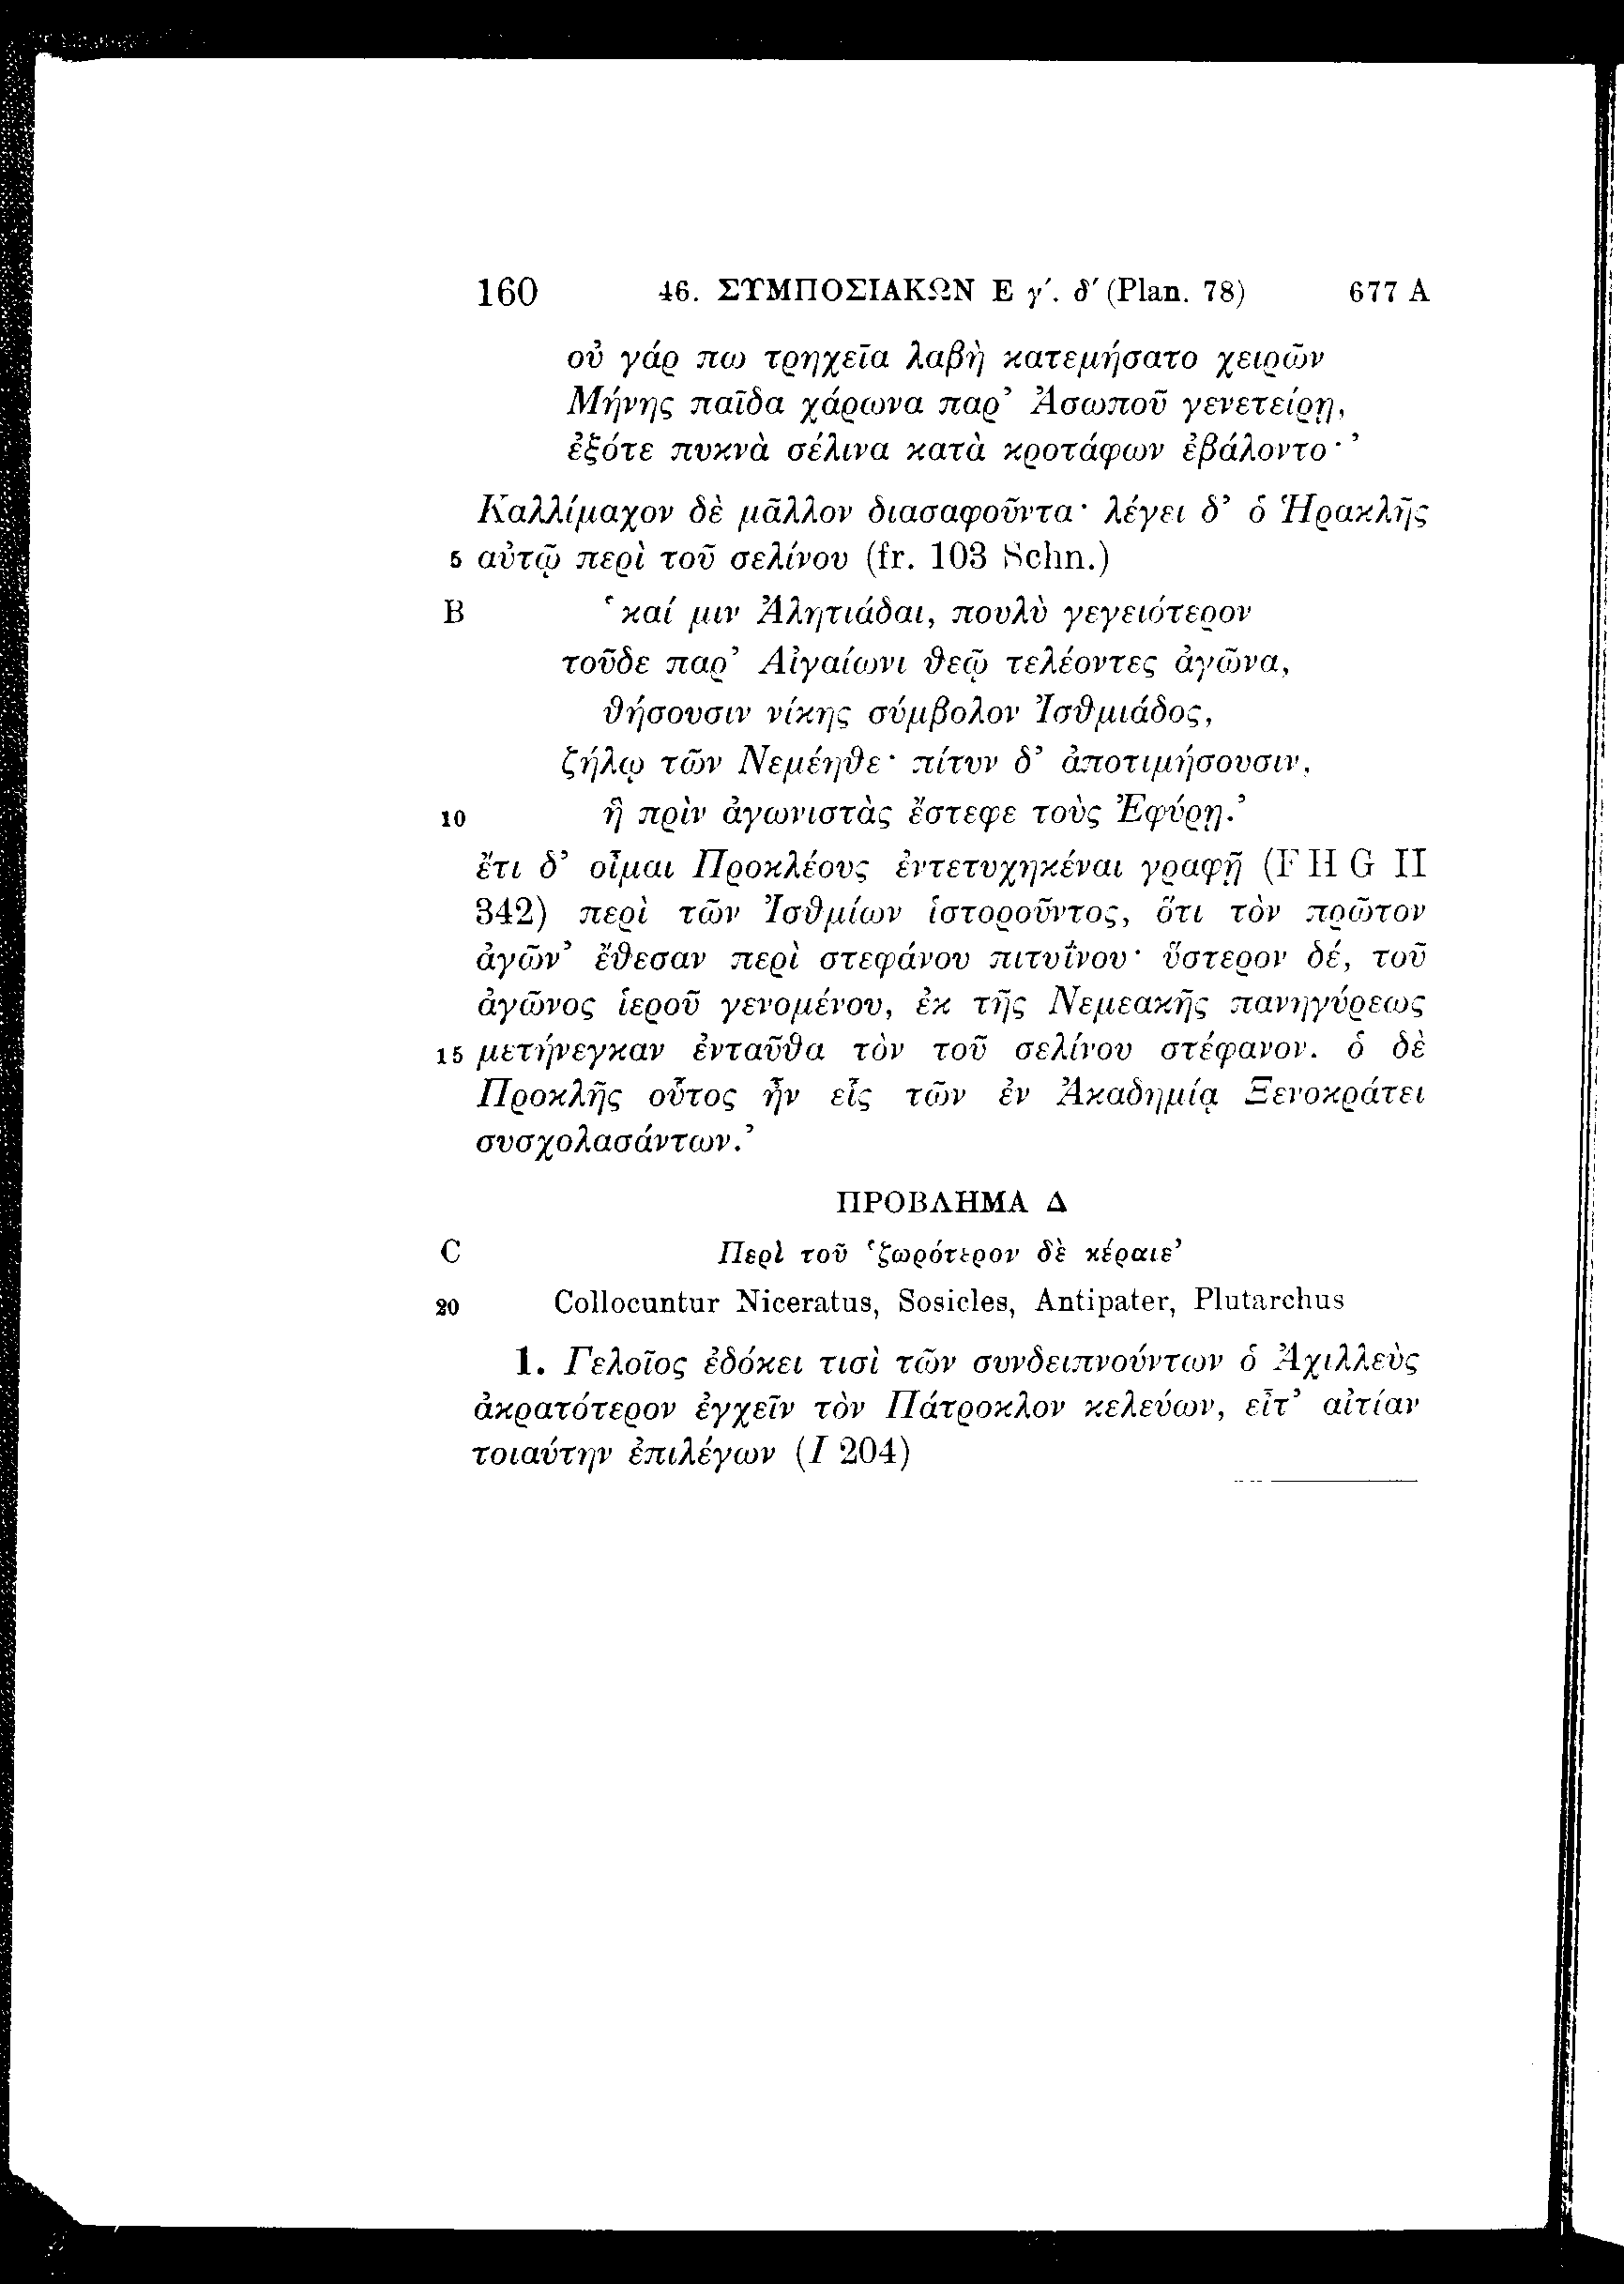 160 46. ΣΥΜΠΟΣΙΑΚΩΝ Ε γ′. δ′ (Plan. 78) 677 A
οὐ γάρ πω τρηχεῖα λαβὴ κατεμήσατο χειρῶν
Μήνης παῖδα χάρωνα παρ’ Ἀσωποῦ γενετείρῃ,
ἐξότε πυκνὰ σέλινα κατὰ κροτάφων ἐβάλοντο·’
Καλλίμαχον δὲ μᾶλλον διασαφοῦντα· λέγει δ’ ὁ Ἡρακλῆς
5 αὐτῷ περὶ τοῦ σελίνου (fr. 103 Schn.)
B ‘καί μιν Ἀλητιάδαι, πουλὺ γεγειότερον
τοῦδε παρ’ Αἰγαίωνι θεῷ τελέοντες ἀγῶνα,
θήσουσιν νίκης σύμβολον Ἰσθμιάδος,
ζήλῳ τῶν Νεμέηθε· πίτυν δ’ ἀποτιμήσουσιν,
10 ἣ πρὶν ἀγωνιστὰς ἔστεφε τοὺς Ἐφύρῃ.’
ἔτι δ’ οἶμαι Προκλέους ἐντετυχηκέναι γραφῇ (F H G II
342) περὶ τῶν Ἰσθμίων ἱστοροῦντος, ὅτι τὸν πρῶτον
ἀγῶν’ ἔθεσαν περὶ στεφάνου πιτυΐνου· ὕστερον δέ, τοῦ
ἀγῶνος ἱεροῦ γενομένου, ἐκ τῆς Νεμεακῆς πανηγύρεως
15 μετήνεγκαν ἐνταῦθα τὸν τοῦ σελίνου στέφανον. ὁ δὲ
Προκλῆς οὗτος ἦν εἷς τῶν ἐν Ἀκαδημίᾳ Ξενοκράτει
συσχολασάντων.’
ΠΡΟΒΛΗΜΑ Δ
C Περὶ τοῦ ‘ζωρότερον δὲ κέραιε’
20 Collocuntur Niceratus, Sosicles, Antipater, Plutarchus
1. Γελοῖος ἐδόκει τισὶ τῶν συνδειπνούντων ὁ Ἀχιλλεὺς
ἀκρατότερον ἐγχεῖν τὸν Πάτροκλον κελεύων, εἶτ’ αἰτίαν
τοιαύτην ἐπιλέγων (I 204)